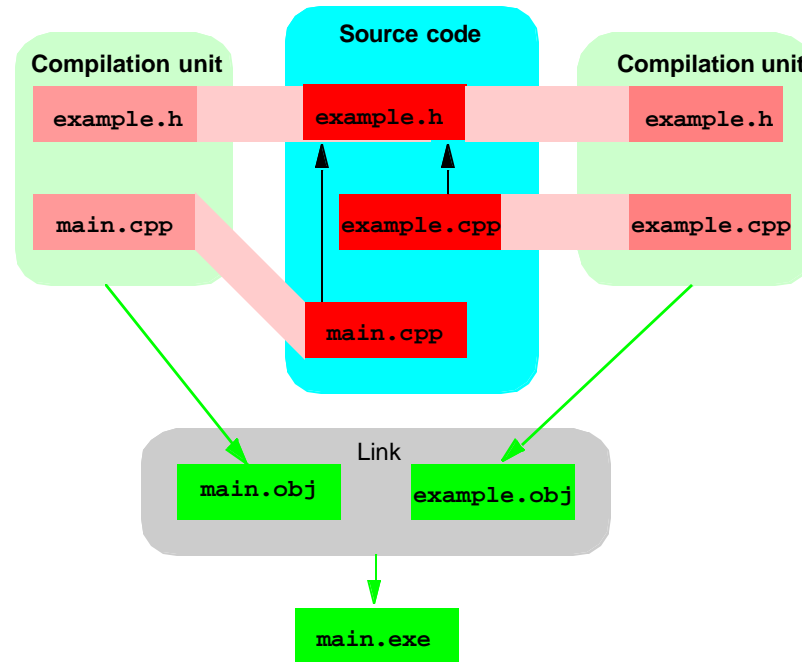 Source code
Compilation unit
Compilation unit
example.h
example.h
example.h
main.cpp
example.cpp
example.cpp
main.cpp
Link
main.obj
example.obj
main.exe